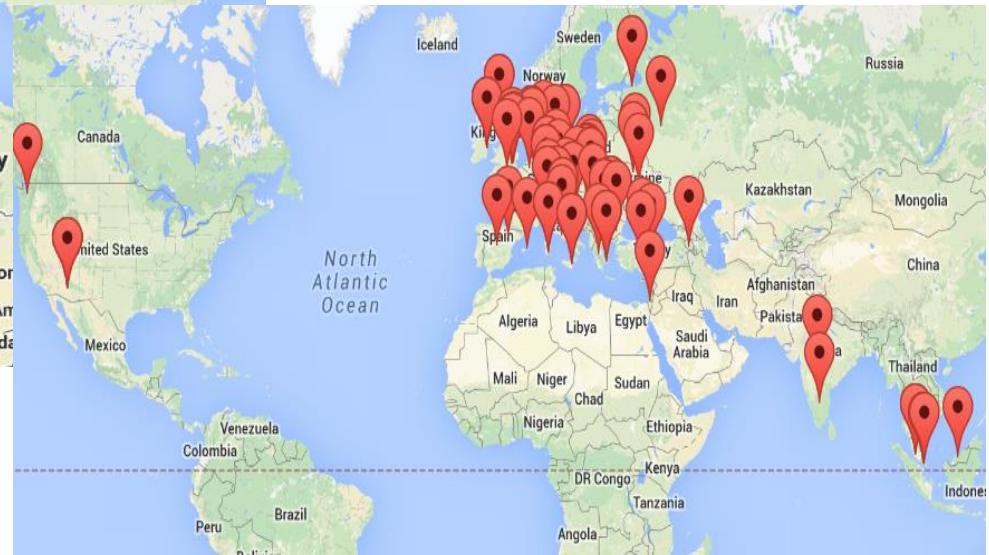 Iceland
Sweden
Norway
Russia
Canada
Kazakhstan
Mongolia
United States
Spain
North
Atlantic
Ocean
China
Afghanistan
Iraq
Iran
Pakista
Algeria
Libya
Egypt
Saudi
Arabia
Mexico
Thailand
Mali
Niger
Chad
Sudan
Nigeria
Ethiopia
Venezuela
Colombia
DR Congo
Kenya
Indones
Tanzania
Peru
Brazil
Angola